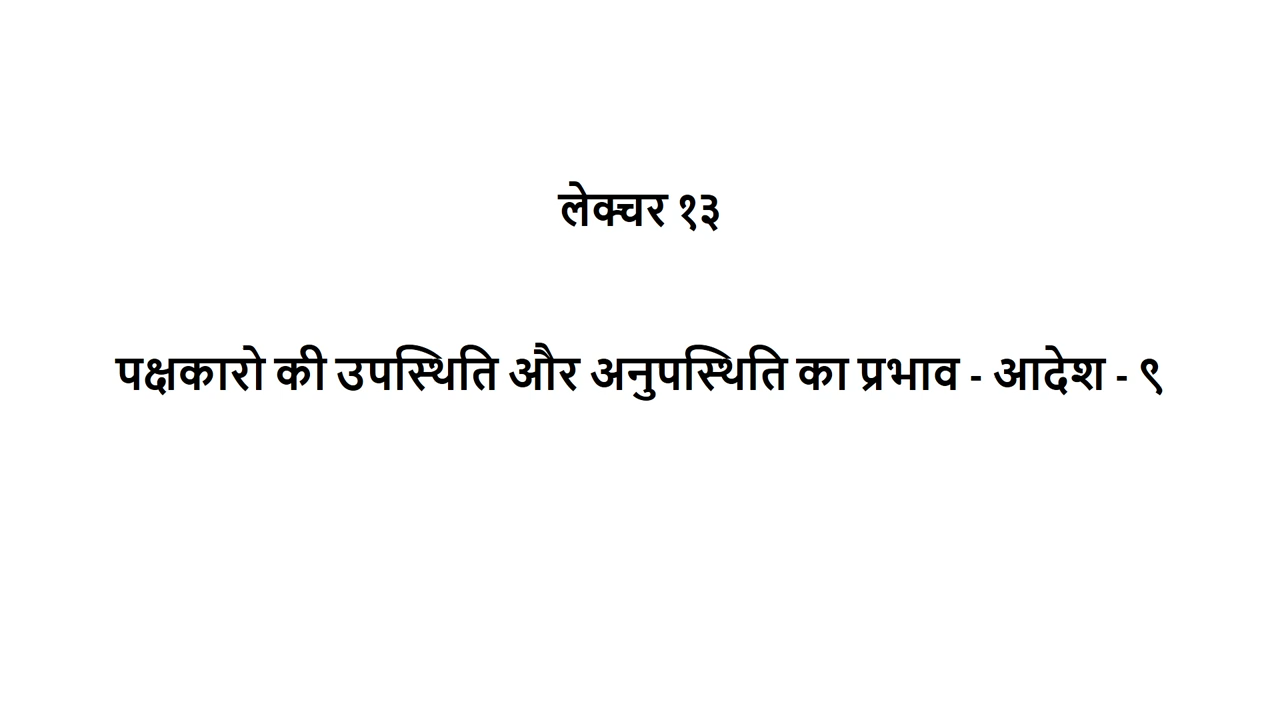 लेक्चर १३
पक्षकारो की उपस्थिति और अनुपस्थिति का प्रभाव - आदेश - ९